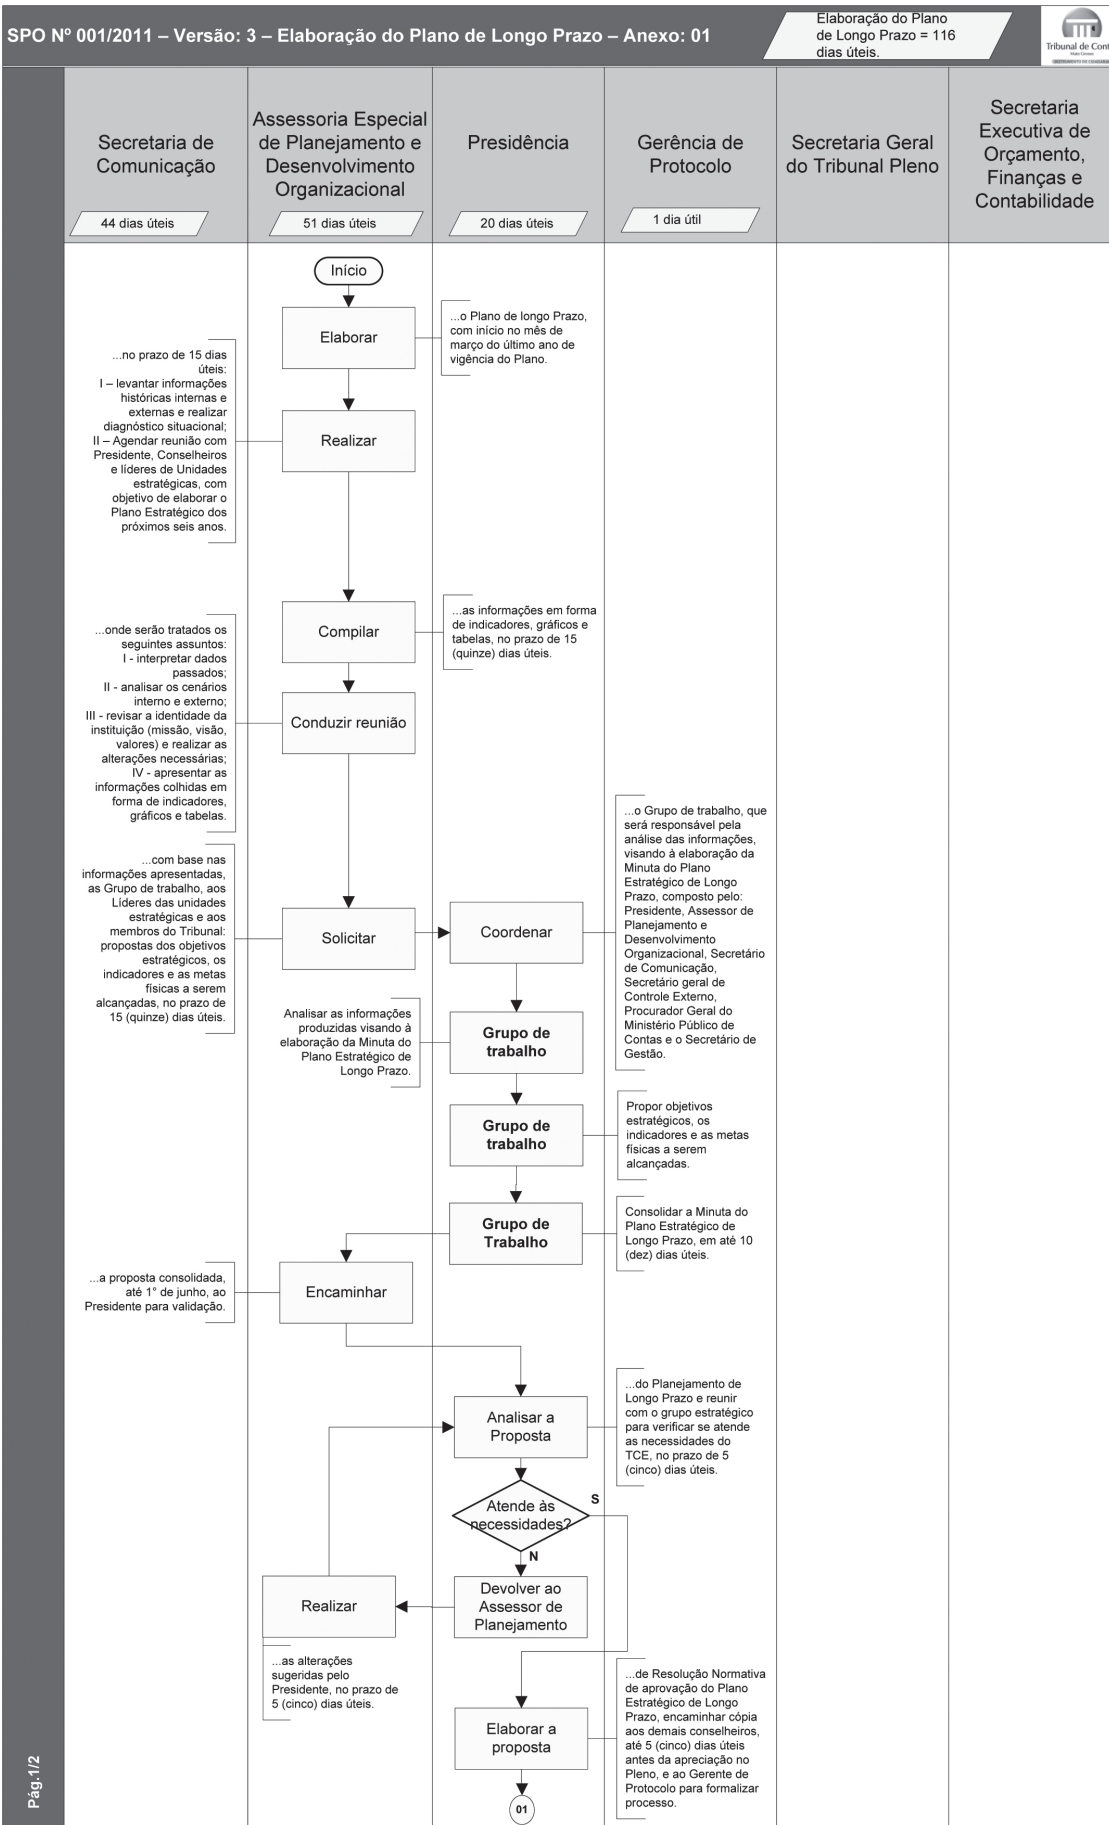 SPO Nº 001/2011 – Versão: 3 – Elaboração do Plano de Longo Prazo – Anexo: 01
Elaboração do Plano
de Longo Prazo = 116
dias úteis.
Tribunal de Cont
Mato Grosso
Secretaria de
Comunicação
44 dias úteis
Assessoria Especial
de Planejamento e
Desenvolvimento
Organizacional
51 dias úteis
Presidência
20 dias úteis
Gerência de
Protocolo
1 dia útil
Secretaria Geral
do Tribunal Pleno
Secretaria
Executiva de
Orçamento,
Finanças e
Contabilidade
Início
Elaborar
...o Plano de longo Prazo,
com início no mês de
março do último ano de
vigência do Plano.
Realizar
...no prazo de 15 dias
úteis:
I – levantar informações
históricas internas e
externas e realizar
diagnóstico situacional;
II – Agendar reunião com
Presidente, Conselheiros
e líderes de Unidades
estratégicas, com
objetivo de elaborar o
Plano Estratégico dos
próximos seis anos.
Compilar
...as informações em forma
de indicadores, gráficos e
tabelas, no prazo de 15
(quinze) dias úteis.
Conduzir reunião
...onde serão tratados os
seguintes assuntos:
I - interpretar dados
passados;
II - analisar os cenários
interno e externo;
III - revisar a identidade da
instituição (missão, visão,
valores) e realizar as
alterações necessárias;
IV - apresentar as
informações colhidas em
forma de indicadores,
gráficos e tabelas.
Solicitar
...com base nas
informações apresentadas,
as Grupo de trabalho, aos
Líderes das unidades
estratégicas e aos
membros do Tribunal:
propostas dos objetivos
estratégicos, os
indicadores e as metas
físicas a serem
alcançadas, no prazo de
15 (quinze) dias úteis.
Coordenar
...o Grupo de trabalho, que
será responsável pela
análise das informações,
visando à elaboração da
Minuta do Plano
Estratégico de Longo
Prazo, composto pelo:
Presidente, Assessor de
Planejamento e
Desenvolvimento
Organizacional, Secretário
de Comunicação,
Secretário geral de
Controle Externo,
Procurador Geral do
Ministério Público de
Contas e o Secretário de
Gestão.
Grupo de
trabalho
Analisar as informações
produzidas visando à
elaboração da Minuta do
Plano Estratégico de
Longo Prazo.
Grupo de
trabalho
Propor objetivos
estratégicos, os
indicadores e as metas
físicas a serem
alcançadas.
Grupo de
Trabalho
Consolidar a Minuta do
Plano Estratégico de
Longo Prazo, em até 10
(dez) dias úteis.
Encaminhar
...a proposta consolidada,
até 1° de junho, ao
Presidente para validação.
Analisar a
Proposta
...do Planejamento de
Longo Prazo e reunir
com o grupo estratégico
para verificar se atende
as necessidades do
TCE, no prazo de 5
(cinco) dias úteis.
Atende às
necessidades?
S
N
Devolver ao
Assessor de
Planejamento
Realizar
...as alterações
sugeridas pelo
Presidente, no prazo de
5 (cinco) dias úteis.
Elaborar a
proposta
...de Resolução Normativa
de aprovação do Plano
Estratégico de Longo
Prazo, encaminhar cópia
aos demais conselheiros,
até 5 (cinco) dias úteis
antes da apreciação no
Pleno, e ao Gerente de
Protocolo para formalizar
processo.
01
Pág.1/2